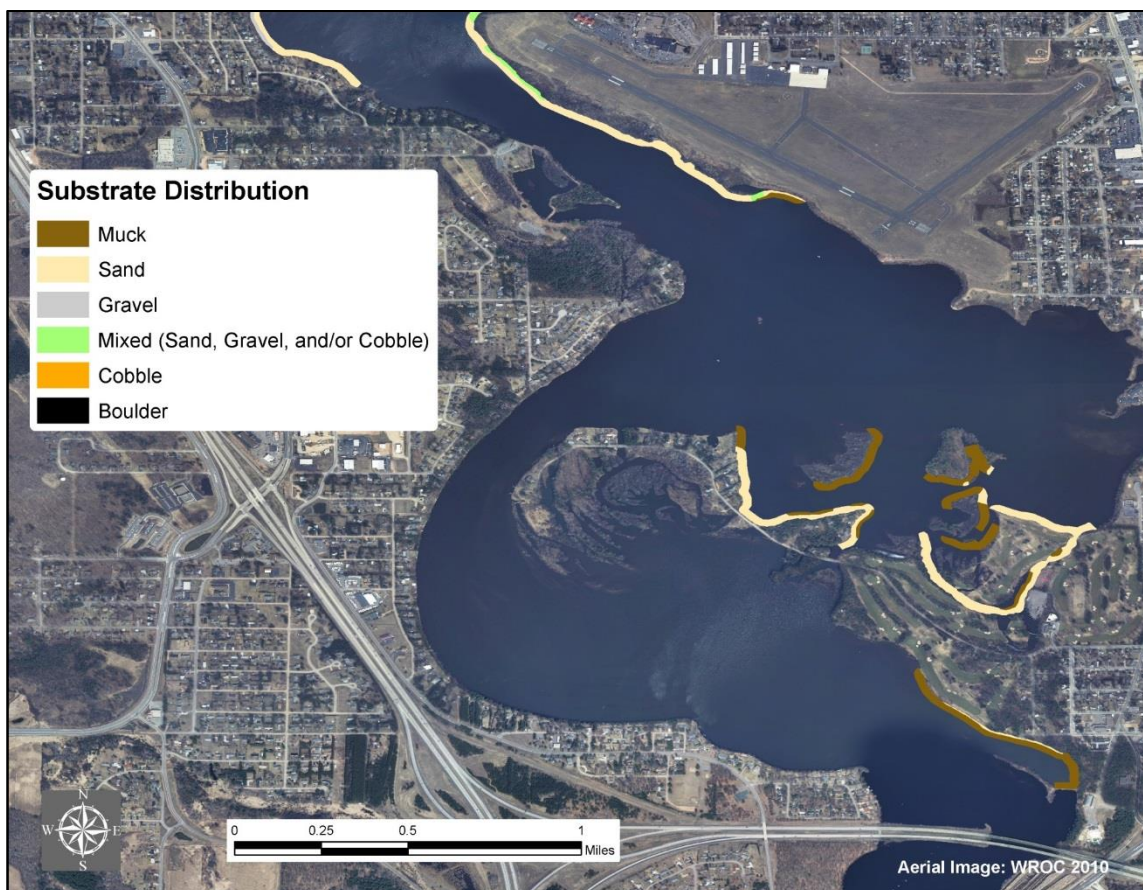 Substrate Distribution
Muck
Sand
Gravel
Mixed (Sand, Gravel, and/or Cobble)
Cobble
Boulder
N
W E
S
0 0.25 0.5 1
Miles
Aerial Image: WROC 2010